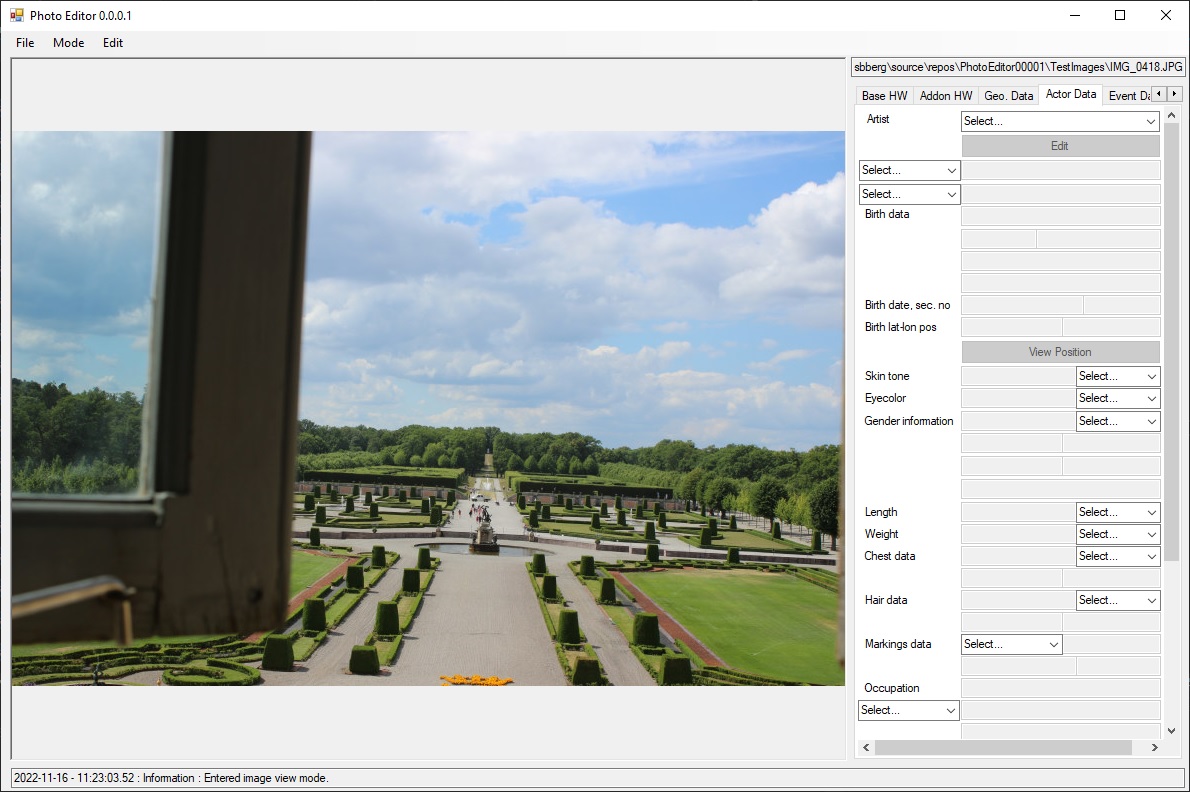 Photo Editor 0.0.0.1
File Mode Edit
sbberg\source\repos\PhotoEditor00001\TestImages\IMG_0418.JPG
Base HW Addon HW Geo. Data Actor Data Event Da
Artist Select...
Edit
Select...
Select...
Birth data
Birth date, sec. no
Birth lat-lon pos
View Position
Skin tone Select...
Eyecolor Select...
Gender information Select...
Length Select...
Weight Select...
Chest data Select...
Hair data Select...
Markings data Select...
Occupation
Select...
2022-11-16 - 11:23:03.52 : Information : Entered image view mode.